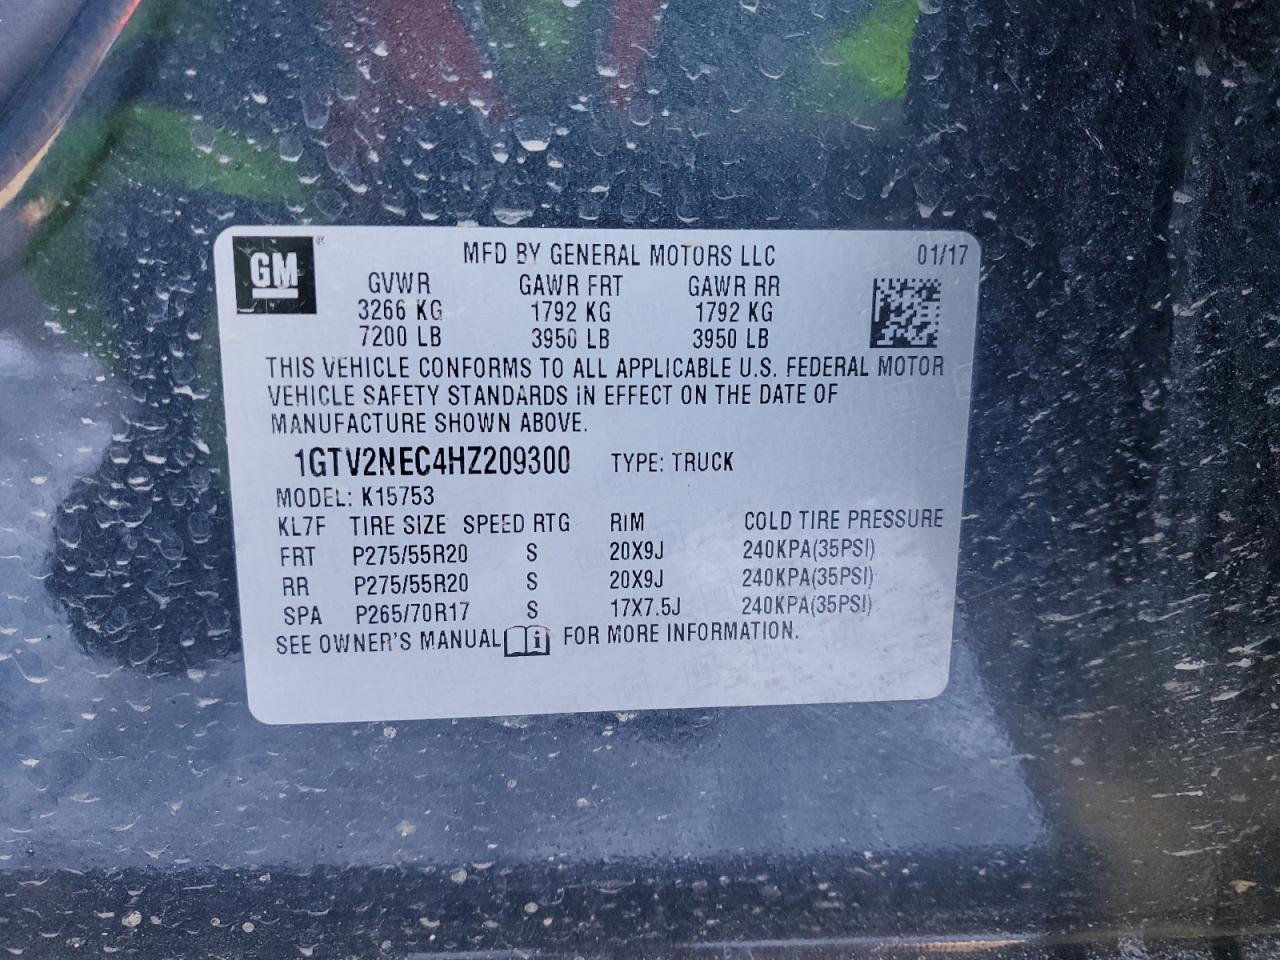 GM
MFD BY GENERAL MOTORS LLC 01/17
GVWR GAWR FRT GAWR RR
3266 KG 1792 KG 1792 KG
7200 LB 3950 LB 3950 LB
THIS VEHICLE CONFORMS TO ALL APPLICABLE U.S. FEDERAL MOTOR
VEHICLE SAFETY STANDARDS IN EFFECT ON THE DATE OF
MANUFACTURE SHOWN ABOVE.
1GTV2NEC4HZ209300 TYPE: TRUCK
MODEL: K15753
KL7F TIRE SIZE SPEED RTG RIM COLD TIRE PRESSURE
FRT P275/55R20 S 20X9J 240KPA(35PSI)
RR P275/55R20 S 20X9J 240KPA(35PSI)
SPA P265/70R17 S 17X7.5J 240KPA(35PSI)
SEE OWNER'S MANUAL i FOR MORE INFORMATION.